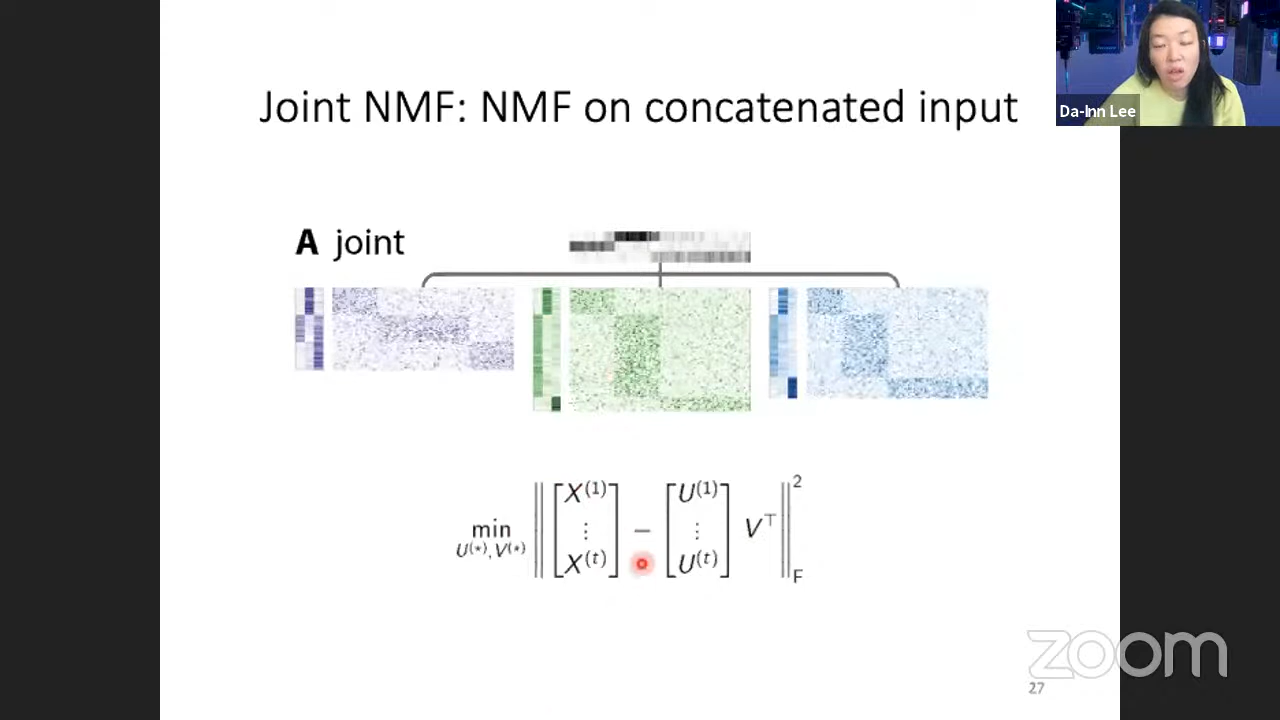 Joint NMF: NMF on concatenated input
Da-Inn Lee
A joint
min
U(*), V(*)
‖ [X(1) ⋮ X(t)] − [U(1) ⋮ U(t)] V⊤ ‖ 2 F
zoom
27